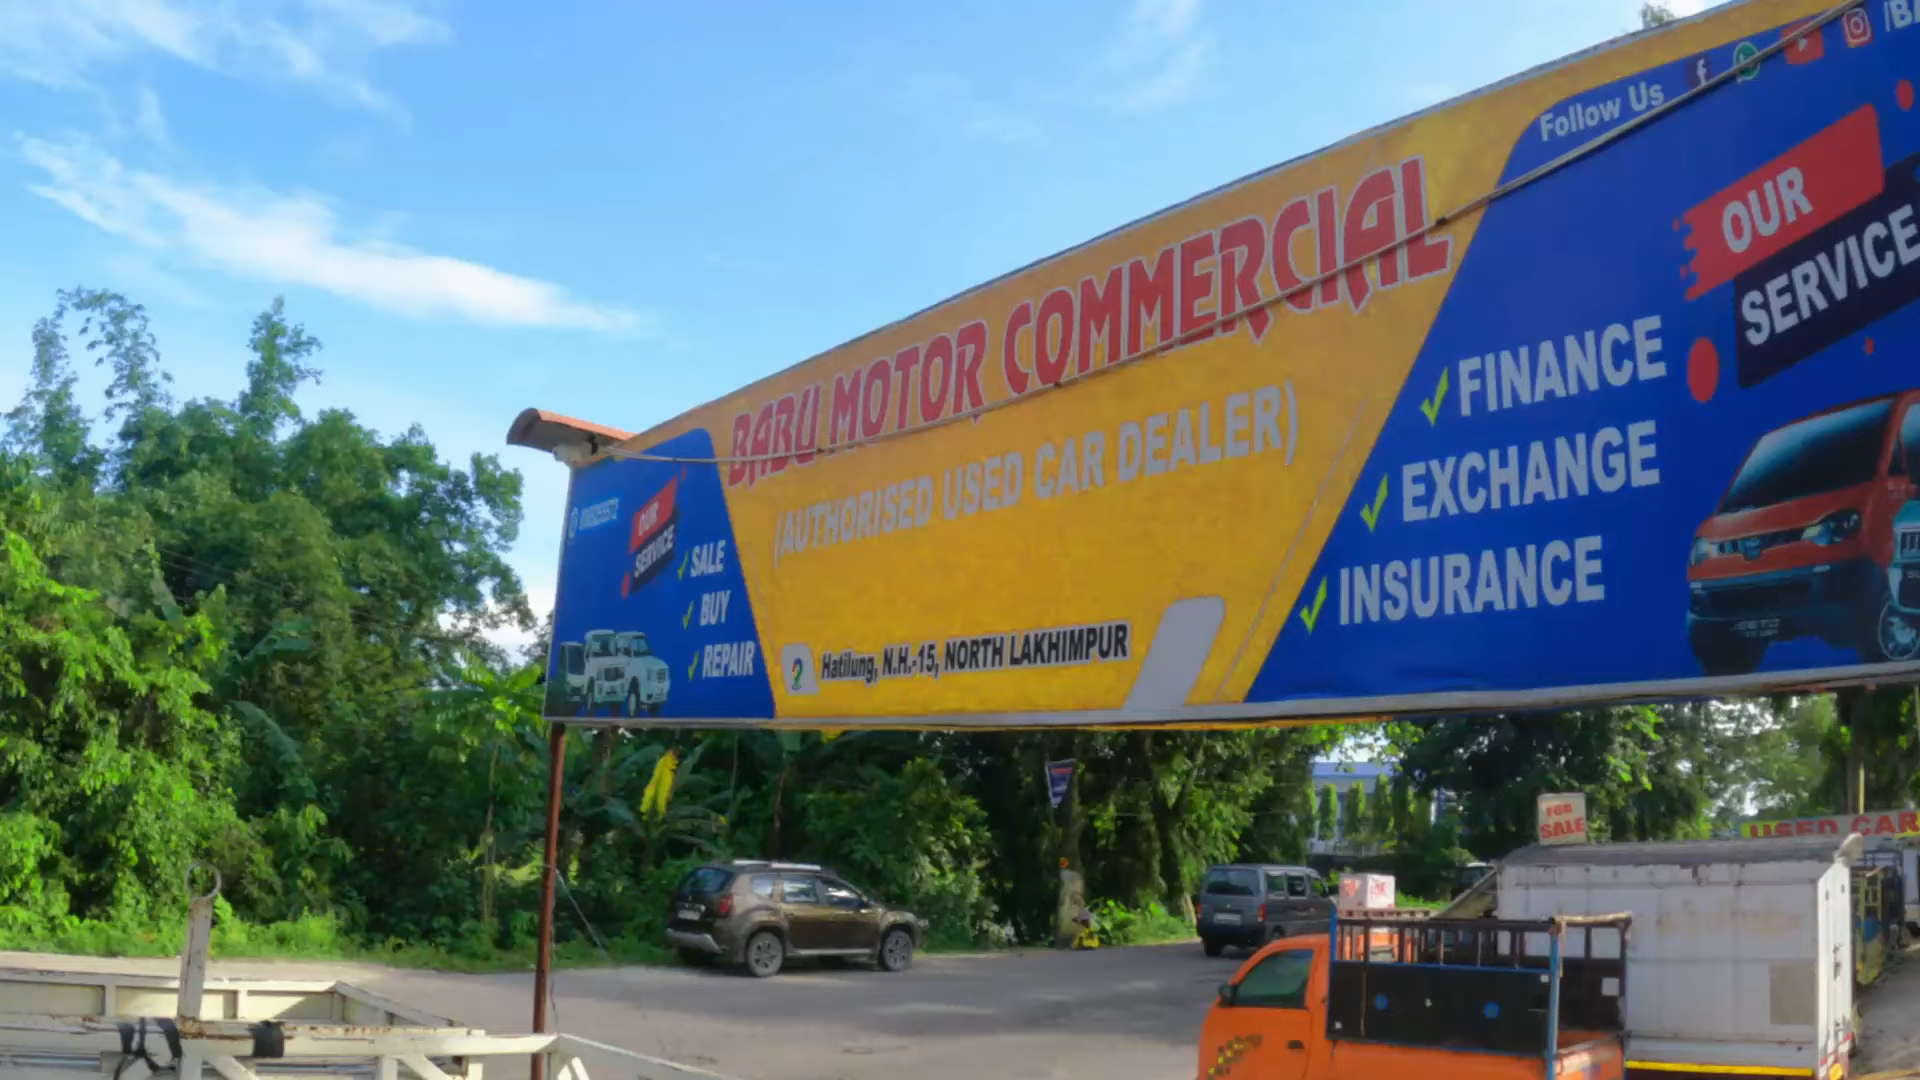 Follow Us
BABU MOTOR COMMERCIAL
(AUTHORISED USED CAR DEALER)
Hatilung, N.H.-15, NORTH LAKHIMPUR
OUR
SERVICE
SALE
BUY
REPAIR
OUR
SERVICE
FINANCE
EXCHANGE
INSURANCE
FOR
SALE
USED CAR